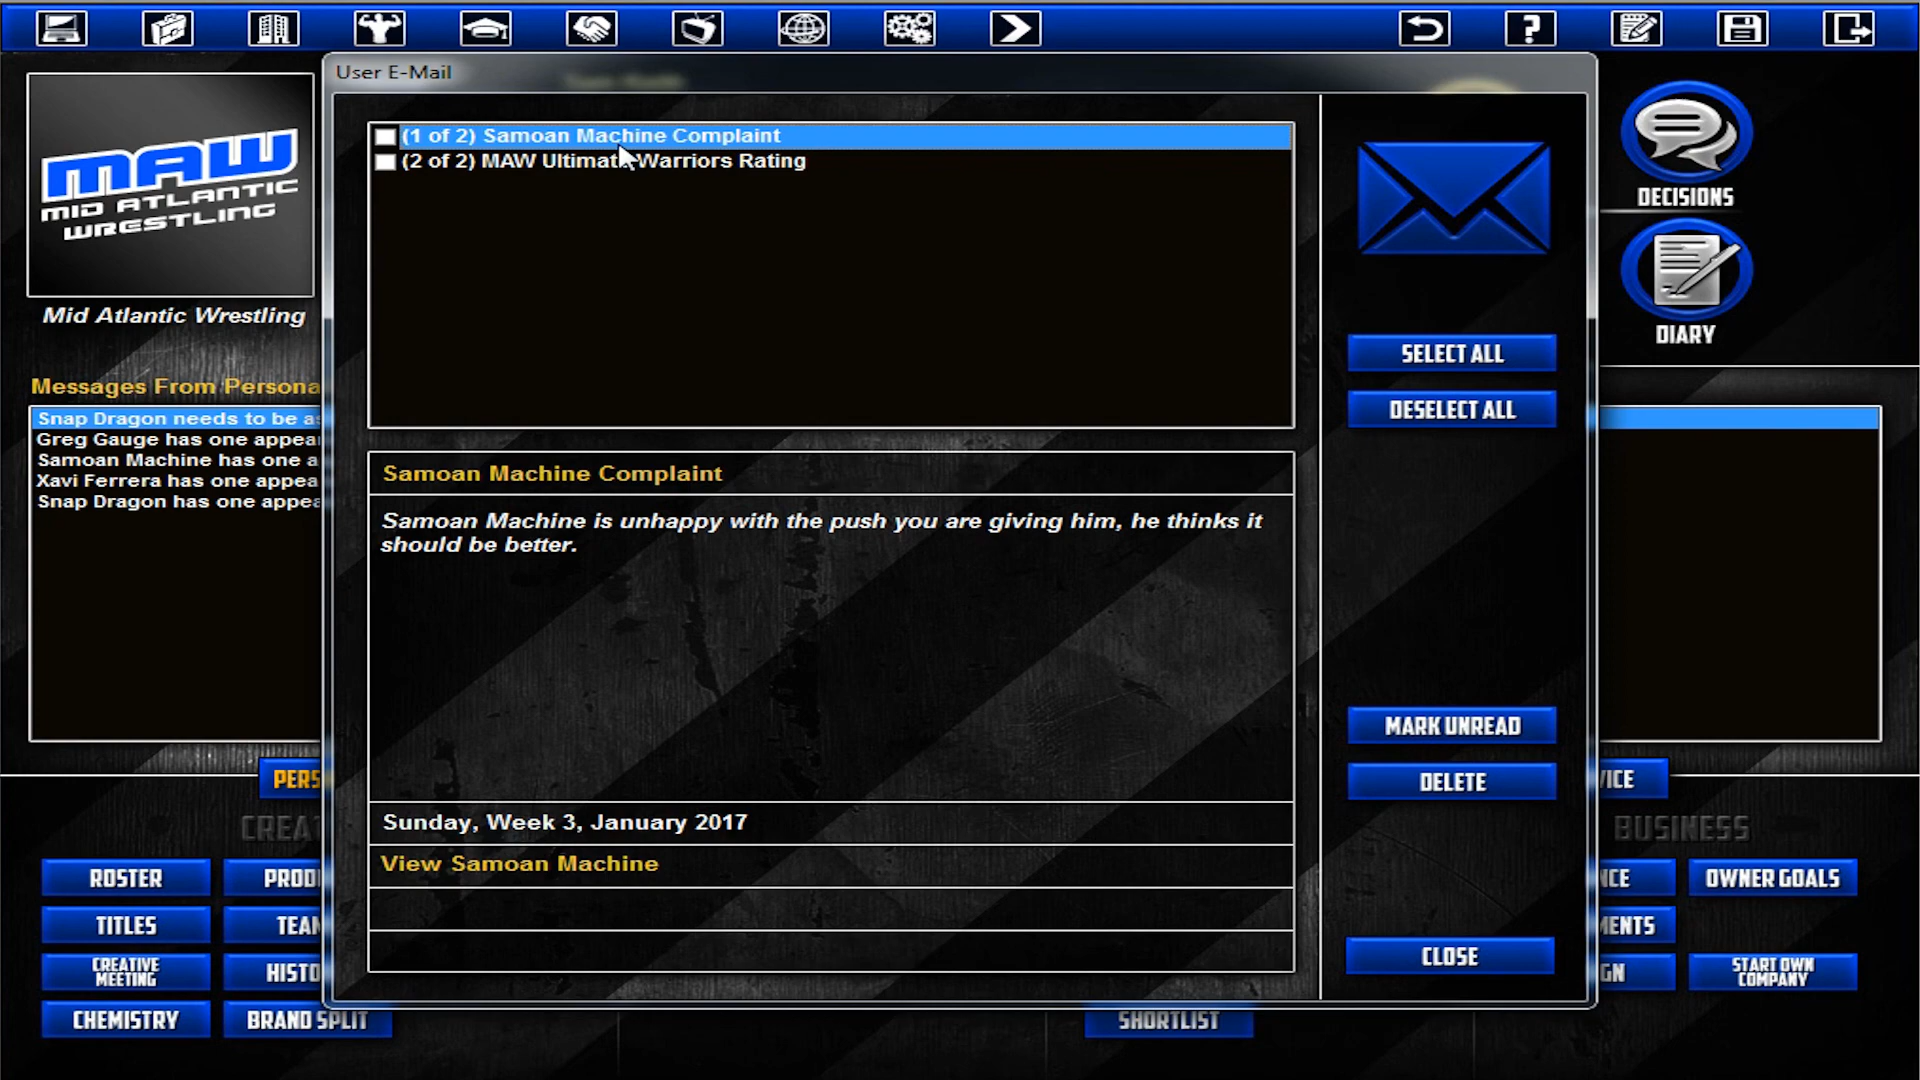 User E-Mail
MAW
MID ATLANTIC
WRESTLING
Mid Atlantic Wrestling
(1 of 2) Samoan Machine Complaint
(2 of 2) MAW Ultimate Warriors Rating
DECISIONS
DIARY
SELECT ALL
DESELECT ALL
Messages From Persona
Snap Dragon needs to be as
Greg Gauge has one appear
Samoan Machine has one a
Xavi Ferrera has one appea
Snap Dragon has one appea
Samoan Machine Complaint
Samoan Machine is unhappy with the push you are giving him, he thinks it
should be better.
MARK UNREAD
DELETE
Sunday, Week 3, January 2017
View Samoan Machine
CLOSE
PERS
VICE
CREA
BUSINESS
ROSTER
PROD
NCE
OWNER GOALS
TITLES
TEAM
MENTS
CREATIVE
MEETING
HISTO
GN
START OWN
COMPANY
CHEMISTRY
BRAND SPLIT
SHORTLIST